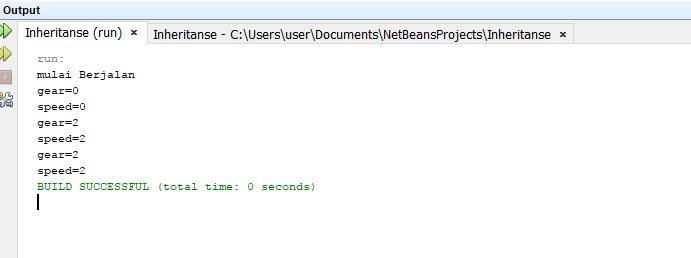 Output
Inheritanse (run) × Inheritanse - C:\Users\user\Documents\NetBeansProjects\Inheritanse ×
run:
mulai Berjalan
gear=0
speed=0
gear=2
speed=2
gear=2
speed=2
BUILD SUCCESSFUL (total time: 0 seconds)